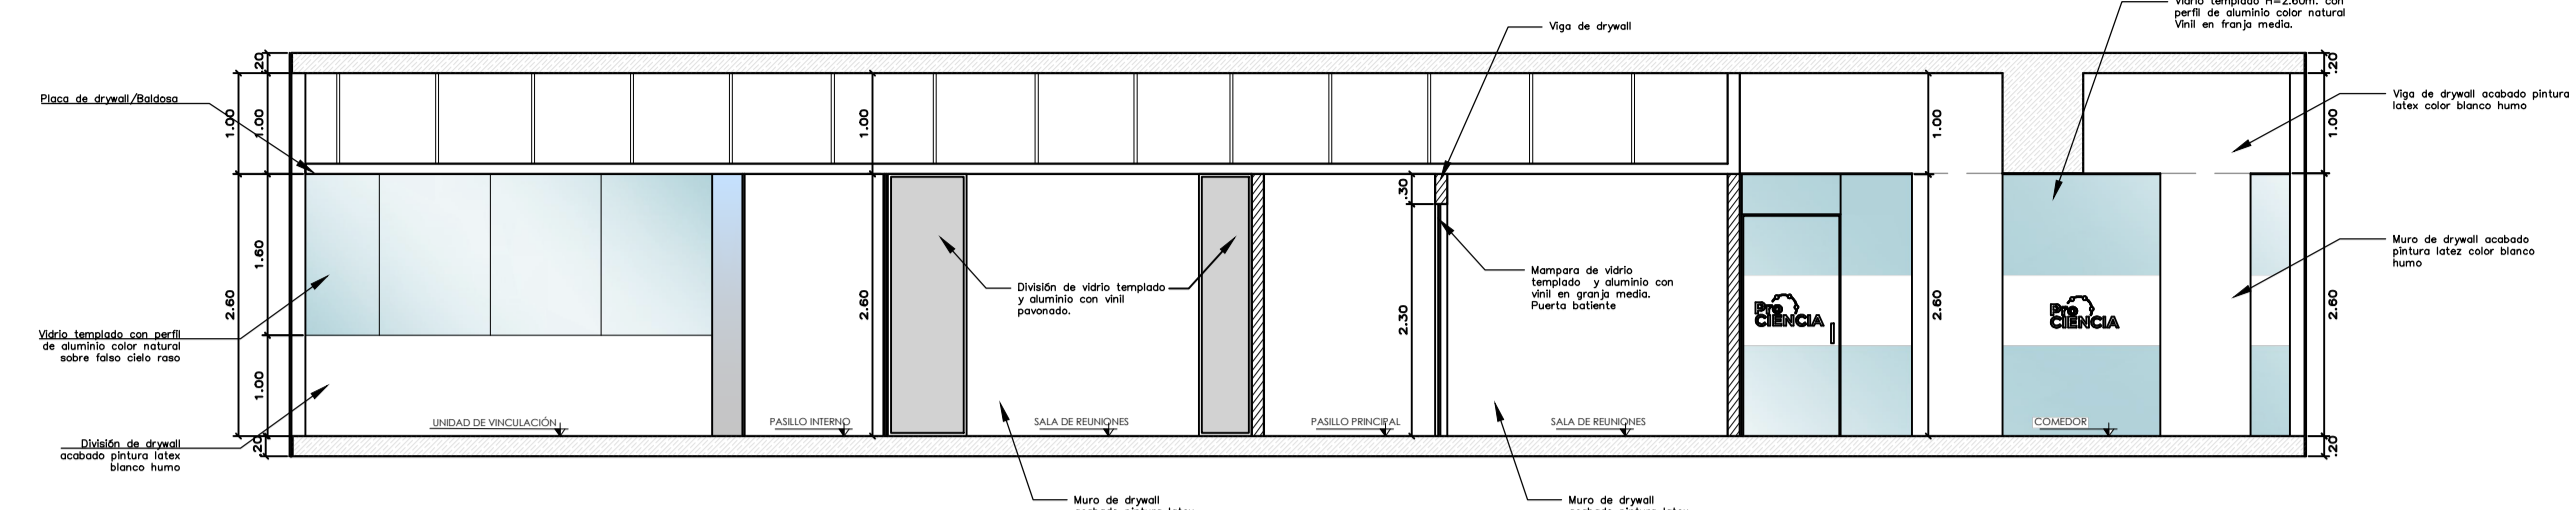 Vidrio templado H=2.60m. con
perfil de aluminio color natural
Vinil en franja media.
Viga de drywall
.20
.20
Placa de drywall/Baldosa
1.00
1.00
1.00
1.00
1.00
Viga de drywall acabado pintura
latex color blanco humo
.30
1.60
2.60
2.60
2.30
2.60
2.60
Muro de drywall acabado
pintura latez color blanco
humo
División de vidrio templado
y aluminio con vinil
pavonado.
Mampara de vidrio
templado y aluminio con
vinil en granja media.
Puerta batiente
Pro
CIENCIA
Pro
CIENCIA
Vidrio templado con perfil
de aluminio color natural
sobre falso cielo raso
1.00
UNIDAD DE VINCULACIÓN
PASILLO INTERNO
SALA DE REUNIONES
PASILLO PRINCIPAL
SALA DE REUNIONES
COMEDOR
División de drywall
acabado pintura latex
blanco humo
.20
.20
Muro de drywall
Muro de drywall